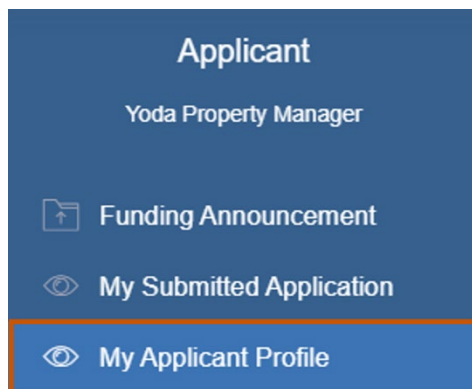 Applicant
Yoda Property Manager
Funding Announcement
My Submitted Application
My Applicant Profile